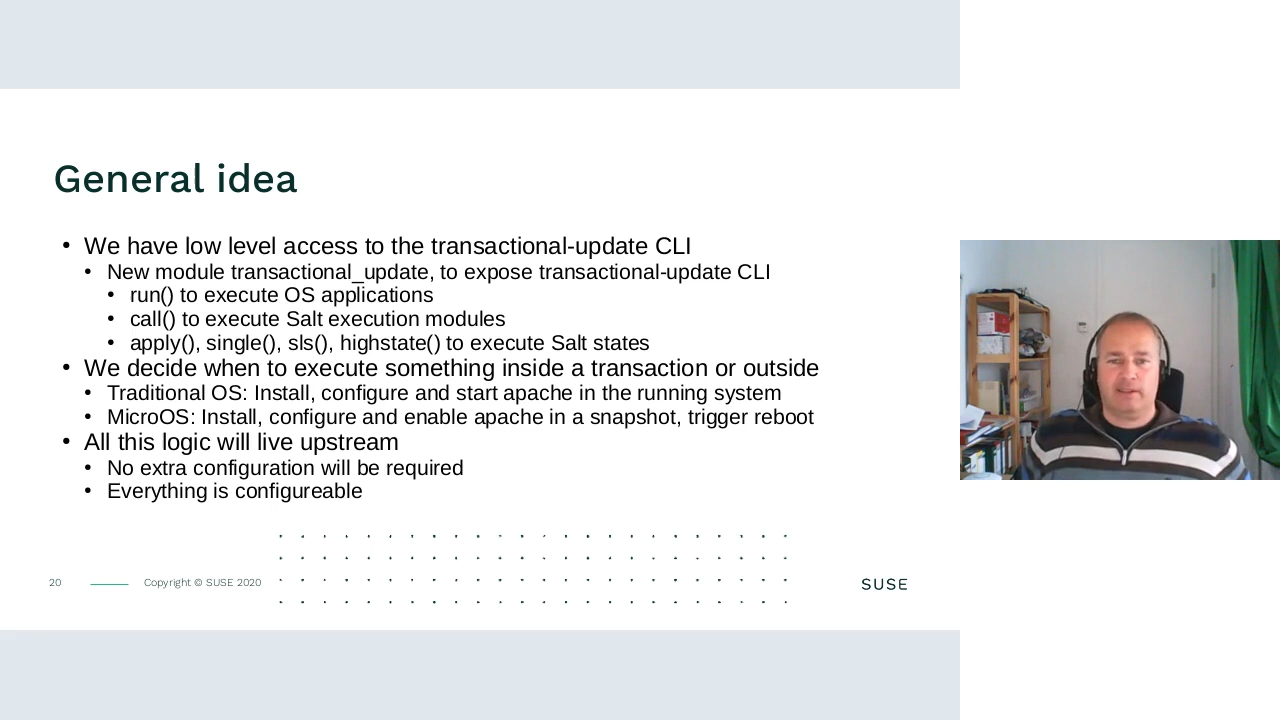 General idea
• We have low level access to the transactional-update CLI
• New module transactional_update, to expose transactional-update CLI
• run() to execute OS applications
• call() to execute Salt execution modules
• apply(), single(), sls(), highstate() to execute Salt states
• We decide when to execute something inside a transaction or outside
• Traditional OS: Install, configure and start apache in the running system
• MicroOS: Install, configure and enable apache in a snapshot, trigger reboot
• All this logic will live upstream
• No extra configuration will be required
• Everything is configureable
20 Copyright © SUSE 2020
SUSE